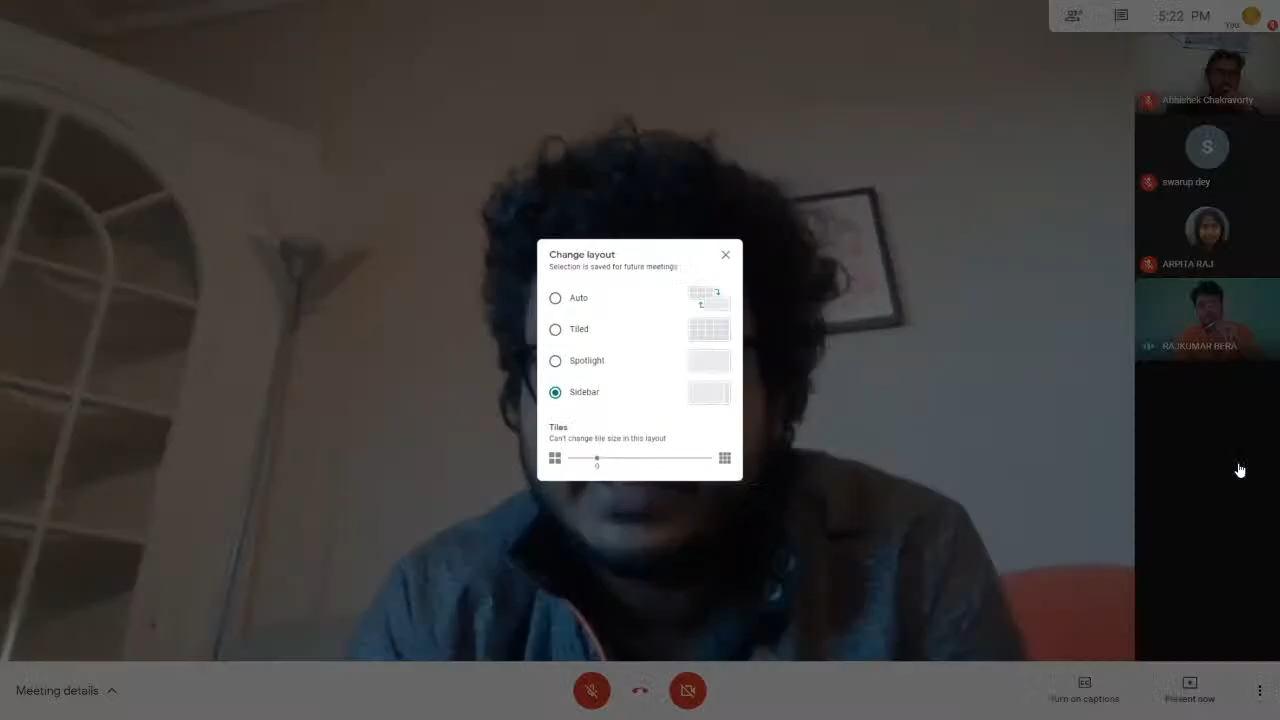 5:22 PM
You
Abhishek Chakravorty
S
swarup dey
ARPITA RAJ
RAJKUMAR BERA
Change layout
Selection is saved for future meetings
Auto
Tiled
Spotlight
Sidebar
Tiles
Can't change tile size in this layout
9
Meeting details
CC
Turn on captions
Present now